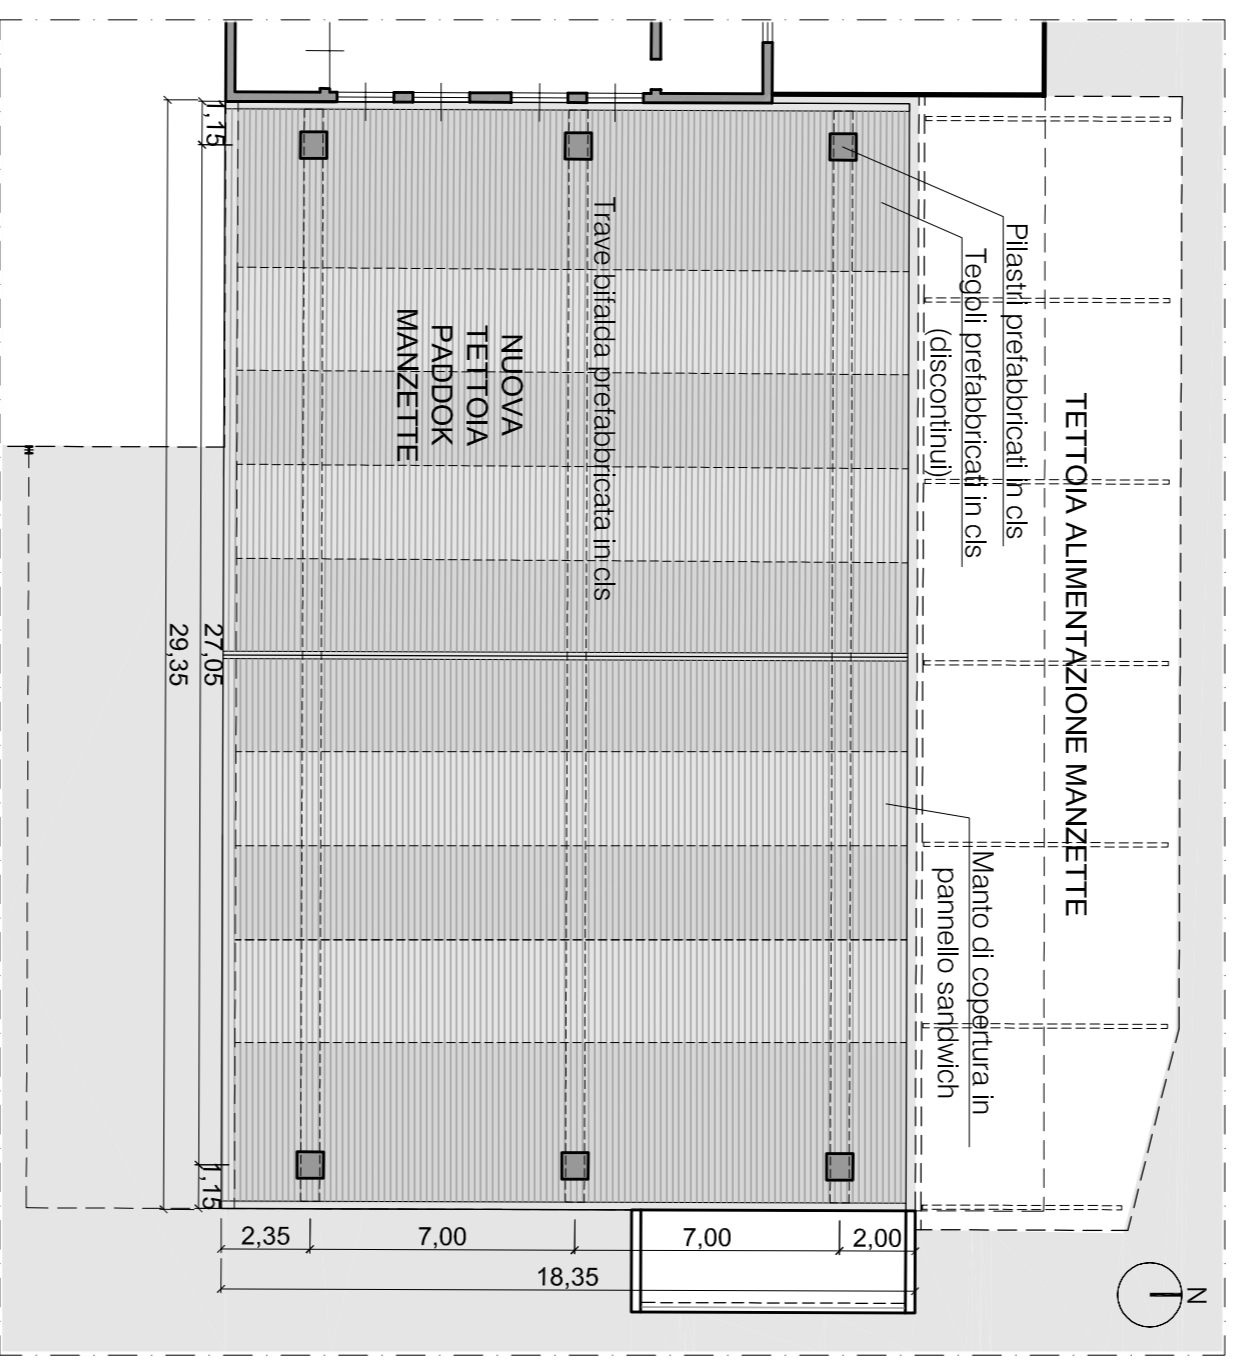 TETTOIA ALIMENTAZIONE MANZETTE
Pilastri prefabbricati in cls
Tegoli prefabbricati in cls
(discontinui)
Trave bifalda prefabbricata in cls
NUOVA
TETTOIA
PADDOK
MANZETTE
Manto di copertura in
pannello sandwich
1,15
27,05
29,35
1,15
2,35
7,00
7,00
2,00
18,35
N